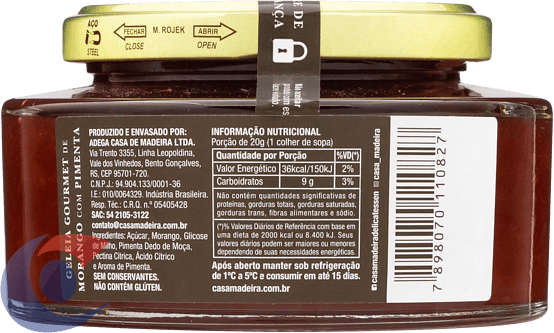 AÇO
STEEL
FECHAR
CLOSE
M. ROJEK
ABRIR
OPEN
E DE
NÇA
GELEIA GOURMET DE
MORANGO COM PIMENTA
PRODUZIDO E ENVASADO POR:
ADEGA CASA DE MADEIRA LTDA.
Via Trento 3355, Linha Leopoldina,
Vale dos Vinhedos, Bento Gonçalves,
RS, CEP 95701-720.
C.N.P.J.: 94.904.133/0001-36
I.E.: 010/0064329. Indústria Brasileira.
Resp. Téc.: C.R.Q. n.º 05405428
SAC: 54 2105-3122
contato@casamadeira.com.br
Ingredientes: Açúcar, Morango, Glicose
de Milho, Pimenta Dedo de Moça,
Pectina Cítrica, Ácido Cítrico
e Aroma de Pimenta.
SEM CONSERVANTES.
NÃO CONTÉM GLÚTEN.
INFORMAÇÃO NUTRICIONAL
Porção de 20g (1 colher de sopa)
Quantidade por Porção %VD(*)
Valor Energético 36kcal/150kJ 2%
Carboidratos 9 g 3%
Não contém quantidades significativas de
proteínas, gorduras totais, gorduras saturadas,
gorduras trans, fibras alimentares e sódio.
(*)% Valores Diários de Referência com base em
uma dieta de 2000 kcal ou 8.400 kJ. Seus
valores diários podem ser maiores ou menores
dependendo de suas necessidades energéticas.
Após aberto manter sob refrigeração
de 1ºC a 5ºC e consumir em até 15 dias.
casamadeira.com.br
casamadeiradelicatessen
casa_madeira
7 898070 110827